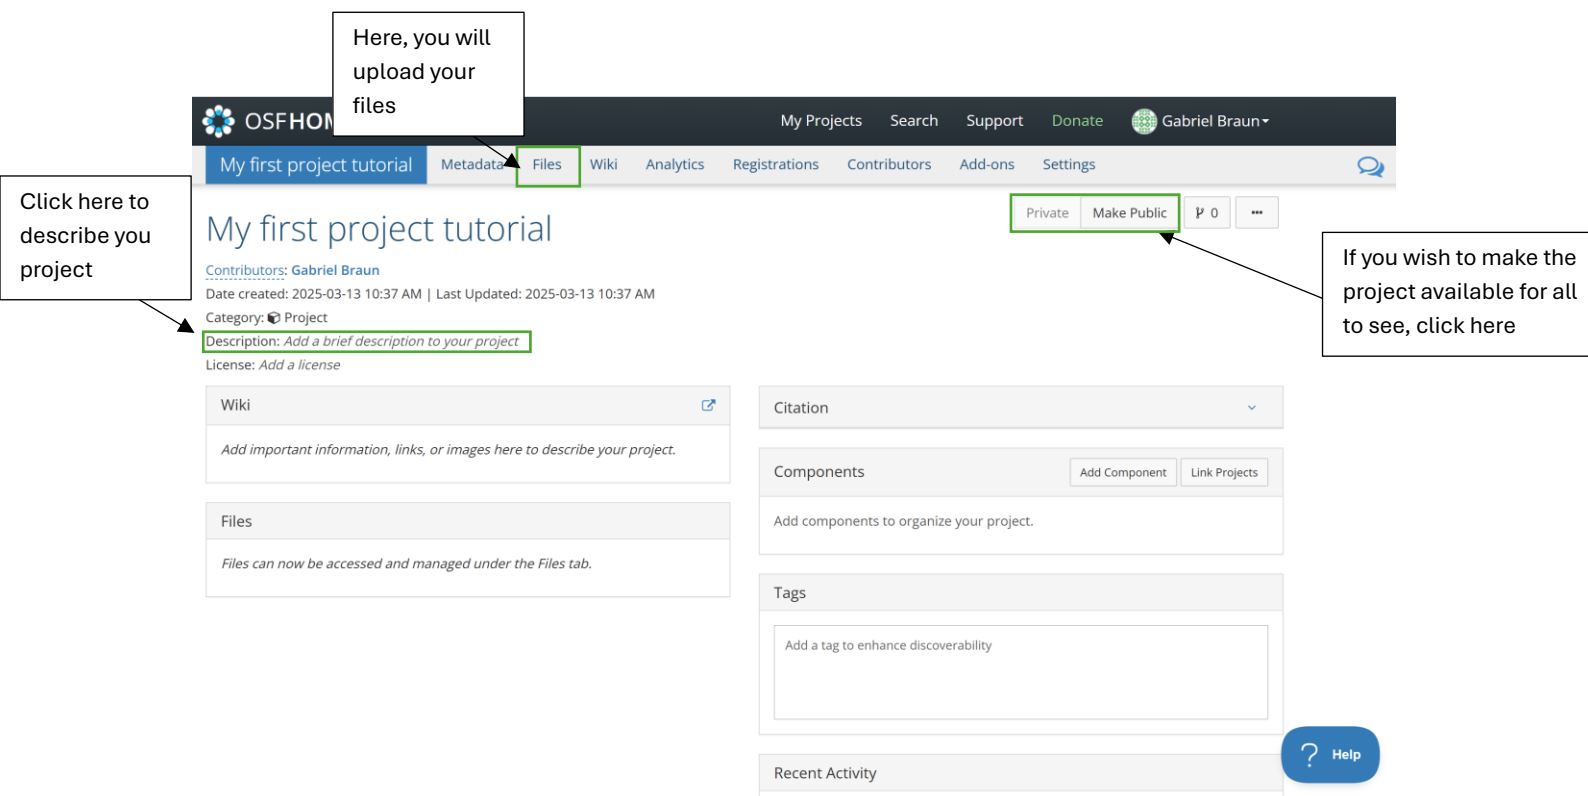 Here, you will
upload your
files
OSFHOM
My Projects Search Support Donate Gabriel Braun
My first project tutorial Metadata Files Wiki Analytics Registrations Contributors Add-ons Settings
Click here to
describe you
project
Private Make Public 0
My first project tutorial
If you wish to make the
project available for all
to see, click here
Contributors: Gabriel Braun
Date created: 2025-03-13 10:37 AM | Last Updated: 2025-03-13 10:37 AM
Category: Project
Description: Add a brief description to your project
License: Add a license
Wiki
Add important information, links, or images here to describe your project.
Files
Files can now be accessed and managed under the Files tab.
Citation
Components Add Component Link Projects
Add components to organize your project.
Tags
Add a tag to enhance discoverability
Recent Activity
? Help